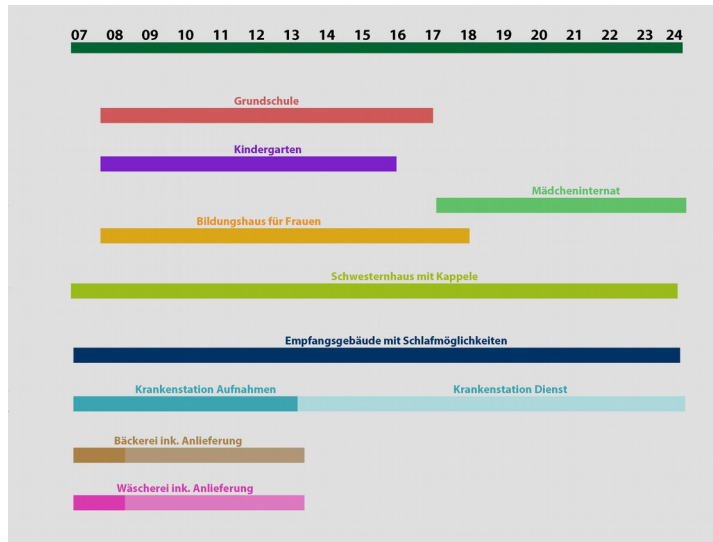 07 08 09 10 11 12 13 14 15 16 17 18 19 20 21 22 23 24
Grundschule
Kindergarten
Mädcheninternat
Bildungshaus für Frauen
Schwesternhaus mit Kappele
Empfangsgebäude mit Schlafmöglichkeiten
Krankenstation Aufnahmen Krankenstation Dienst
Bäckerei ink. Anlieferung
Wäscherei ink. Anlieferung